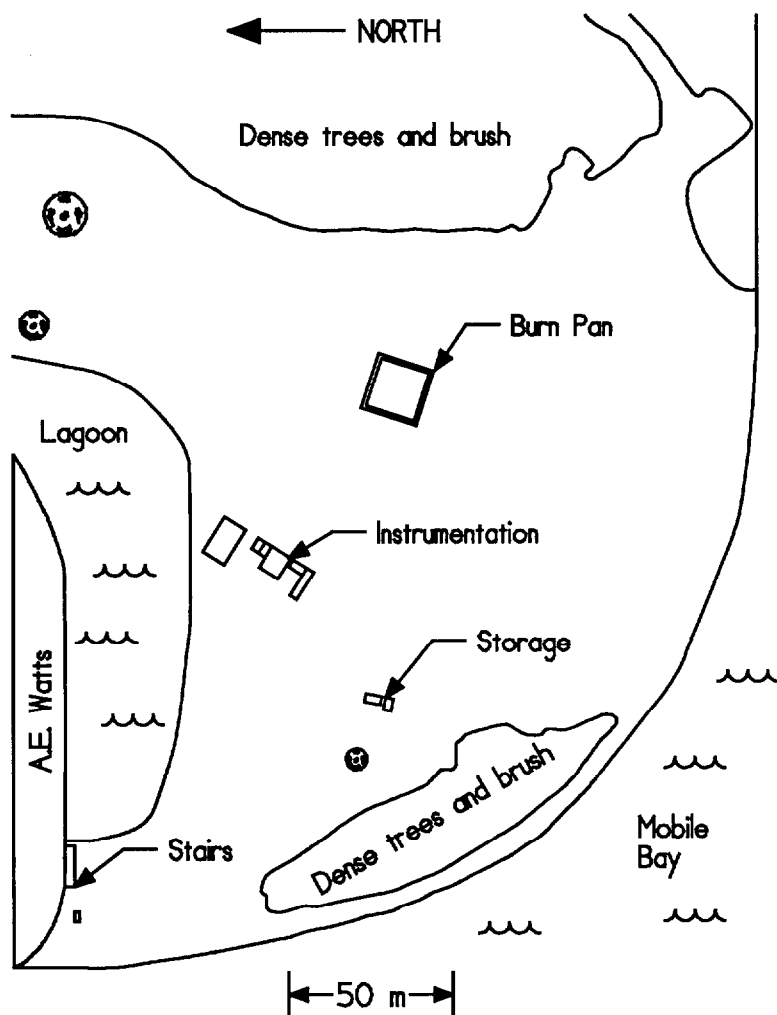 NORTH
Dense trees and brush
Burn Pan
Lagoon
Instrumentation
Storage
A.E. Watts
Dense trees and brush
Mobile
Bay
Stairs
50 m